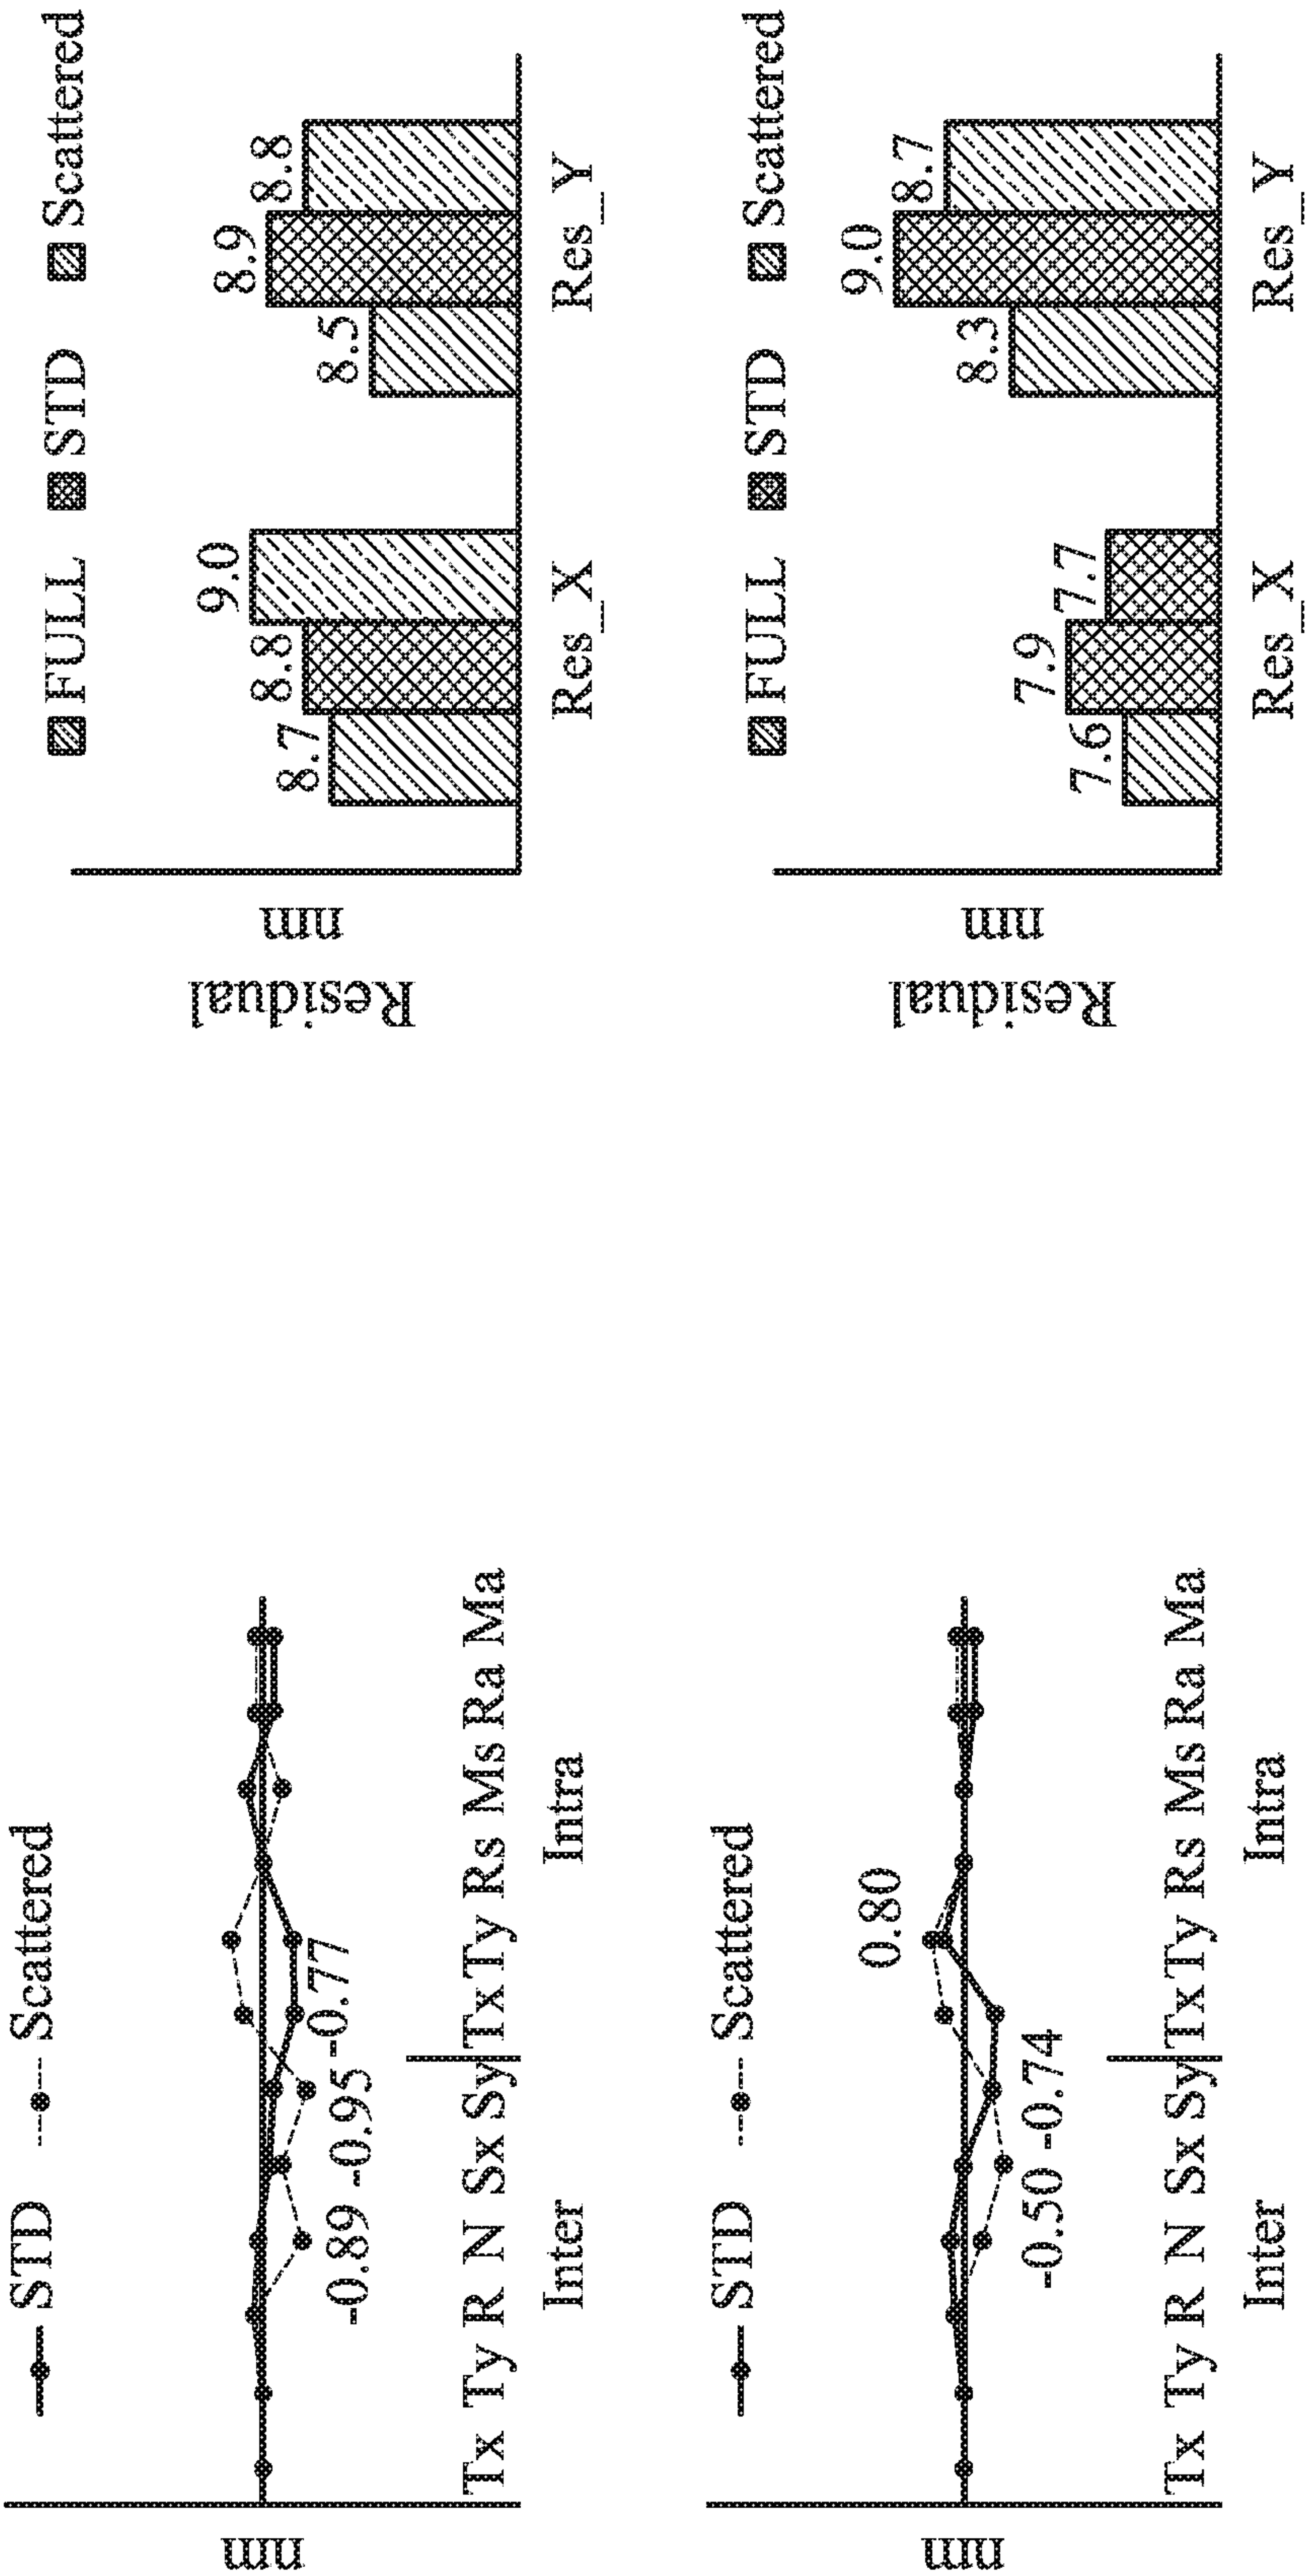 STD Scattered
nm
-0.89 -0.95 -0.77
Tx Ty R N Sx Sy Tx Ty Rs Ms Ra Ma
Inter Intra
FULL STD Scattered
Residual
nm
8.7 8.8 9.0 8.5 8.9 8.8
Res_X Res_Y
STD Scattered
nm
0.80
-0.50 -0.74
Tx Ty R N Sx Sy Tx Ty Rs Ms Ra Ma
Inter Intra
FULL STD Scattered
Residual
nm
7.6 7.9 7.7 8.3 9.0 8.7
Res_X Res_Y